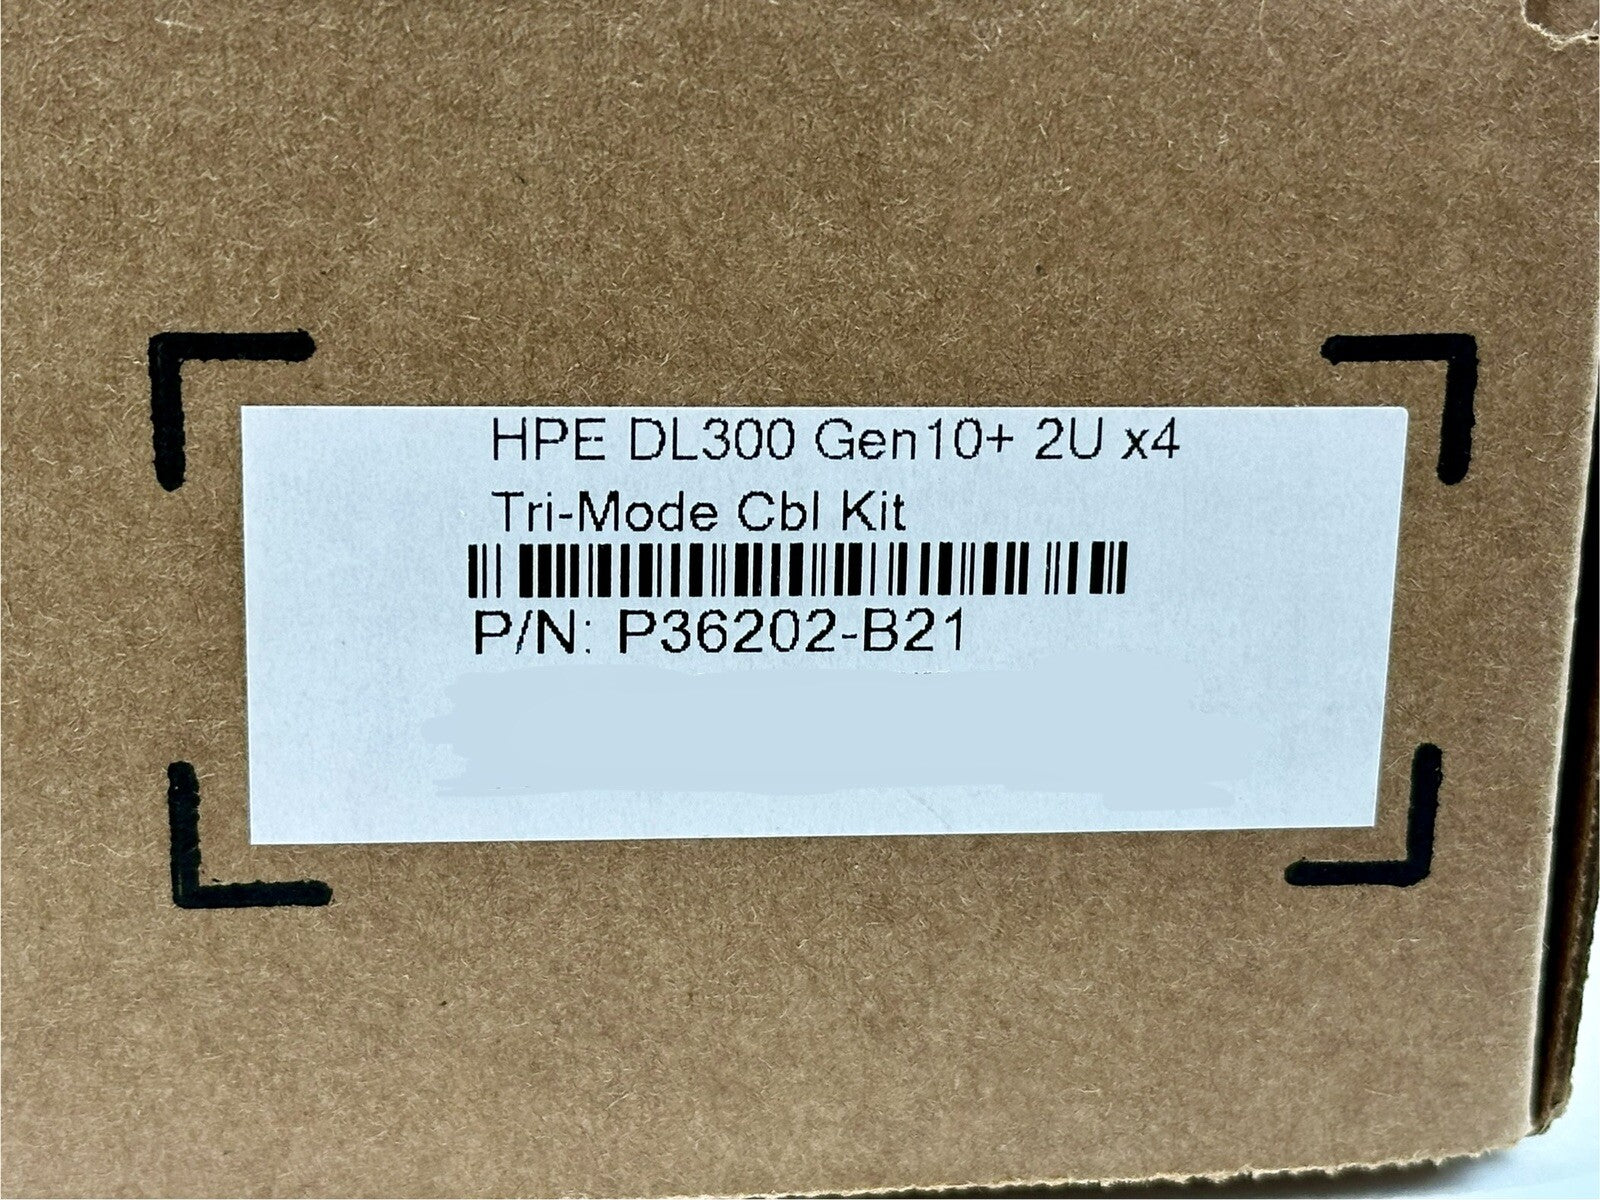 HPE DL300 Gen10+ 2U x4
Tri-Mode Cbl Kit
P/N: P36202-B21